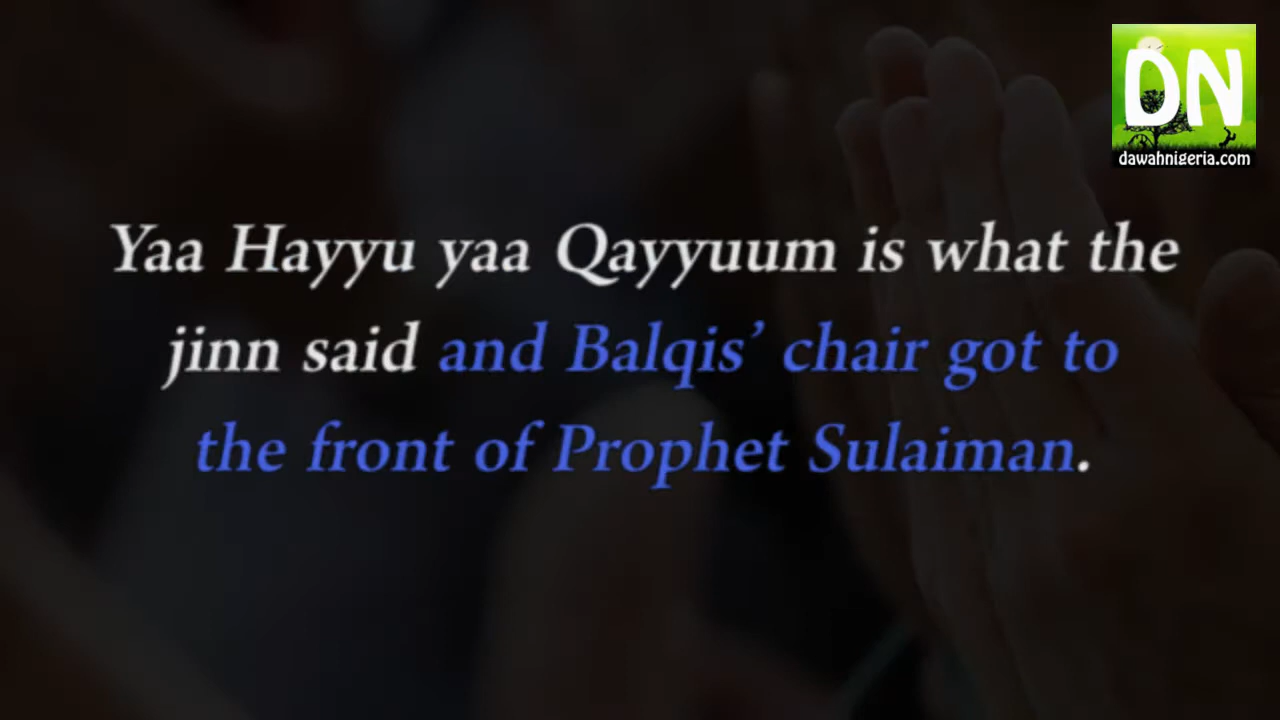 DN
dawahnigeria.com
Yaa Hayyu yaa Qayyuum is what the
jinn said and Balqis’ chair got to
the front of Prophet Sulaiman.